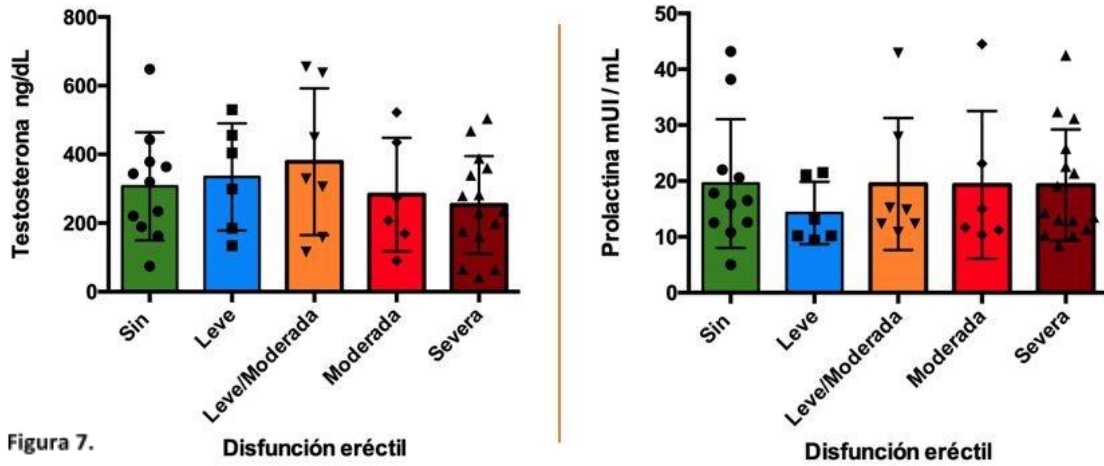 800
600
400
200
0
Testosterona ng/dL
Sin
Leve
Leve/Moderada
Moderada
Severa
Disfunción eréctil
50
40
30
20
10
0
Prolactina mUI / mL
Sin
Leve
Leve/Moderada
Moderada
Severa
Disfunción eréctil
Figura 7.